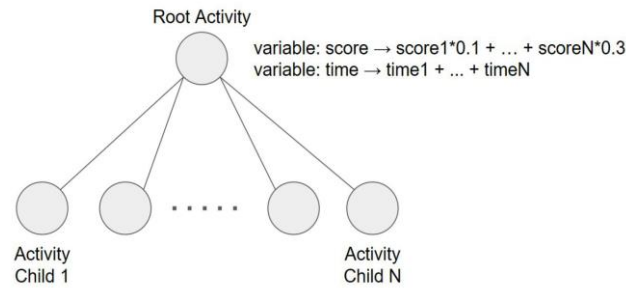 Root Activity
variable: score → score1*0.1 + … + scoreN*0.3
variable: time → time1 + ... + timeN
Activity
Child 1
Activity
Child N